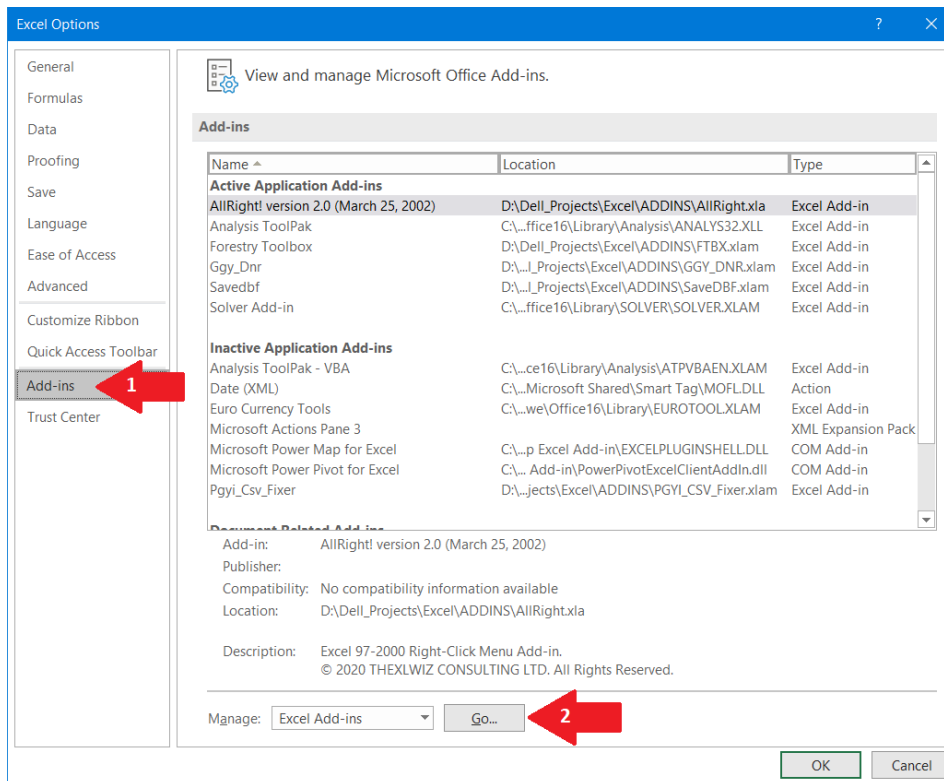 Excel Options
?
General
Formulas
Data
Proofing
Save
Language
Ease of Access
Advanced
Customize Ribbon
Quick Access Toolbar
Add-ins 1
Trust Center
View and manage Microsoft Office Add-ins.
Add-ins
Name Location Type
Active Application Add-ins
AllRight! version 2.0 (March 25, 2002) D:\Dell_Projects\Excel\ADDINS\AllRight.xla Excel Add-in
Analysis ToolPak C:\...ffice16\Library\Analysis\ANALYS32.XLL Excel Add-in
Forestry Toolbox D:\Dell_Projects\Excel\ADDINS\FTBX.xlam Excel Add-in
Ggy_Dnr D:\...l_Projects\Excel\ADDINS\GGY_DNR.xlam Excel Add-in
Savedbf D:\...l_Projects\Excel\ADDINS\SaveDBF.xlam Excel Add-in
Solver Add-in C:\...ffice16\Library\SOLVER\SOLVER.XLAM Excel Add-in
Inactive Application Add-ins
Analysis ToolPak - VBA C:\...ce16\Library\Analysis\ATPVBAEN.XLAM Excel Add-in
Date (XML) C:\...Microsoft Shared\Smart Tag\MOFL.DLL Action
Euro Currency Tools C:\...we\Office16\Library\EUROTOOL.XLAM Excel Add-in
Microsoft Actions Pane 3 XML Expansion Pack
Microsoft Power Map for Excel C:\...p Excel Add-in\EXCELPLUGINSHELL.DLL COM Add-in
Microsoft Power Pivot for Excel C:\... Add-in\PowerPivotExcelClientAddIn.dll COM Add-in
Pgyi_Csv_Fixer D:\...jects\Excel\ADDINS\PGYI_CSV_Fixer.xlam Excel Add-in
Document Related Add-ins
Add-in: AllRight! version 2.0 (March 25, 2002)
Publisher:
Compatibility: No compatibility information available
Location: D:\Dell_Projects\Excel\ADDINS\AllRight.xla
Description: Excel 97-2000 Right-Click Menu Add-in.
© 2020 THEXLWIZ CONSULTING LTD. All Rights Reserved.
Manage: Excel Add-ins Go... 2
OK Cancel